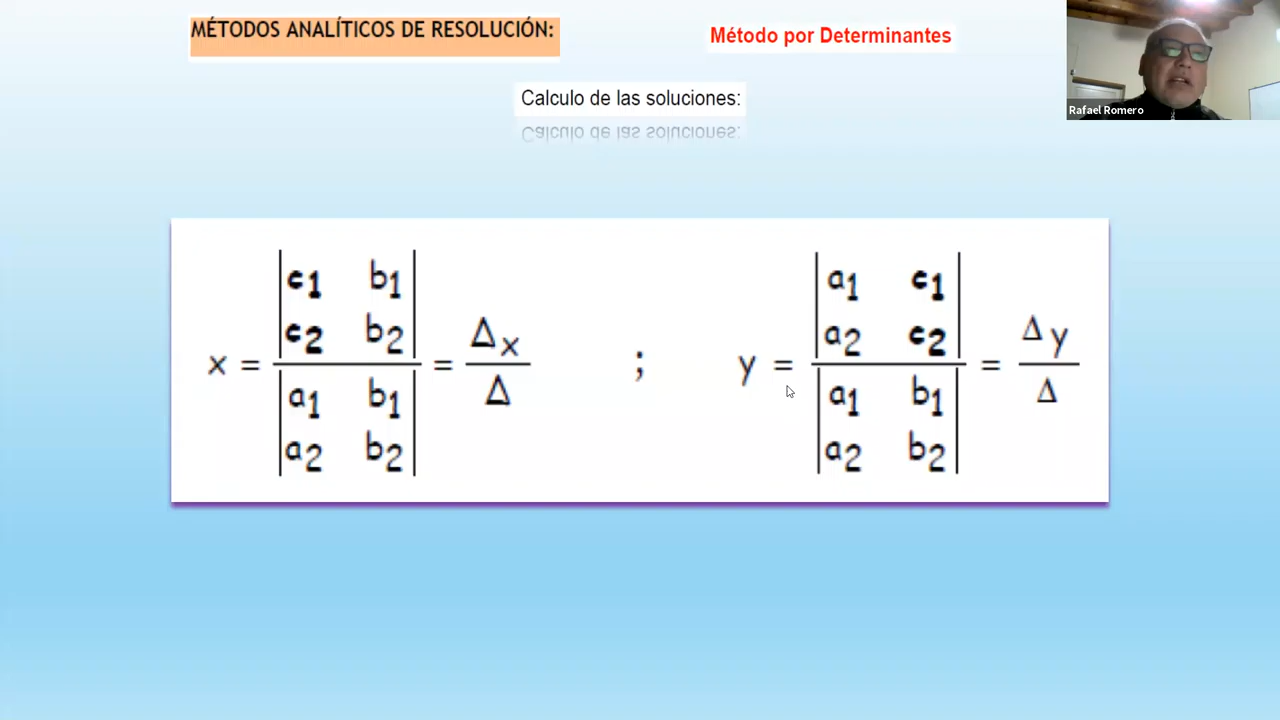 MÉTODOS ANALÍTICOS DE RESOLUCIÓN:
Método por Determinantes
Rafael Romero
Calculo de las soluciones:
x = |c1 b1; c2 b2| / |a1 b1; a2 b2| = Δx / Δ ; y = |a1 c1; a2 c2| / |a1 b1; a2 b2| = Δy / Δ